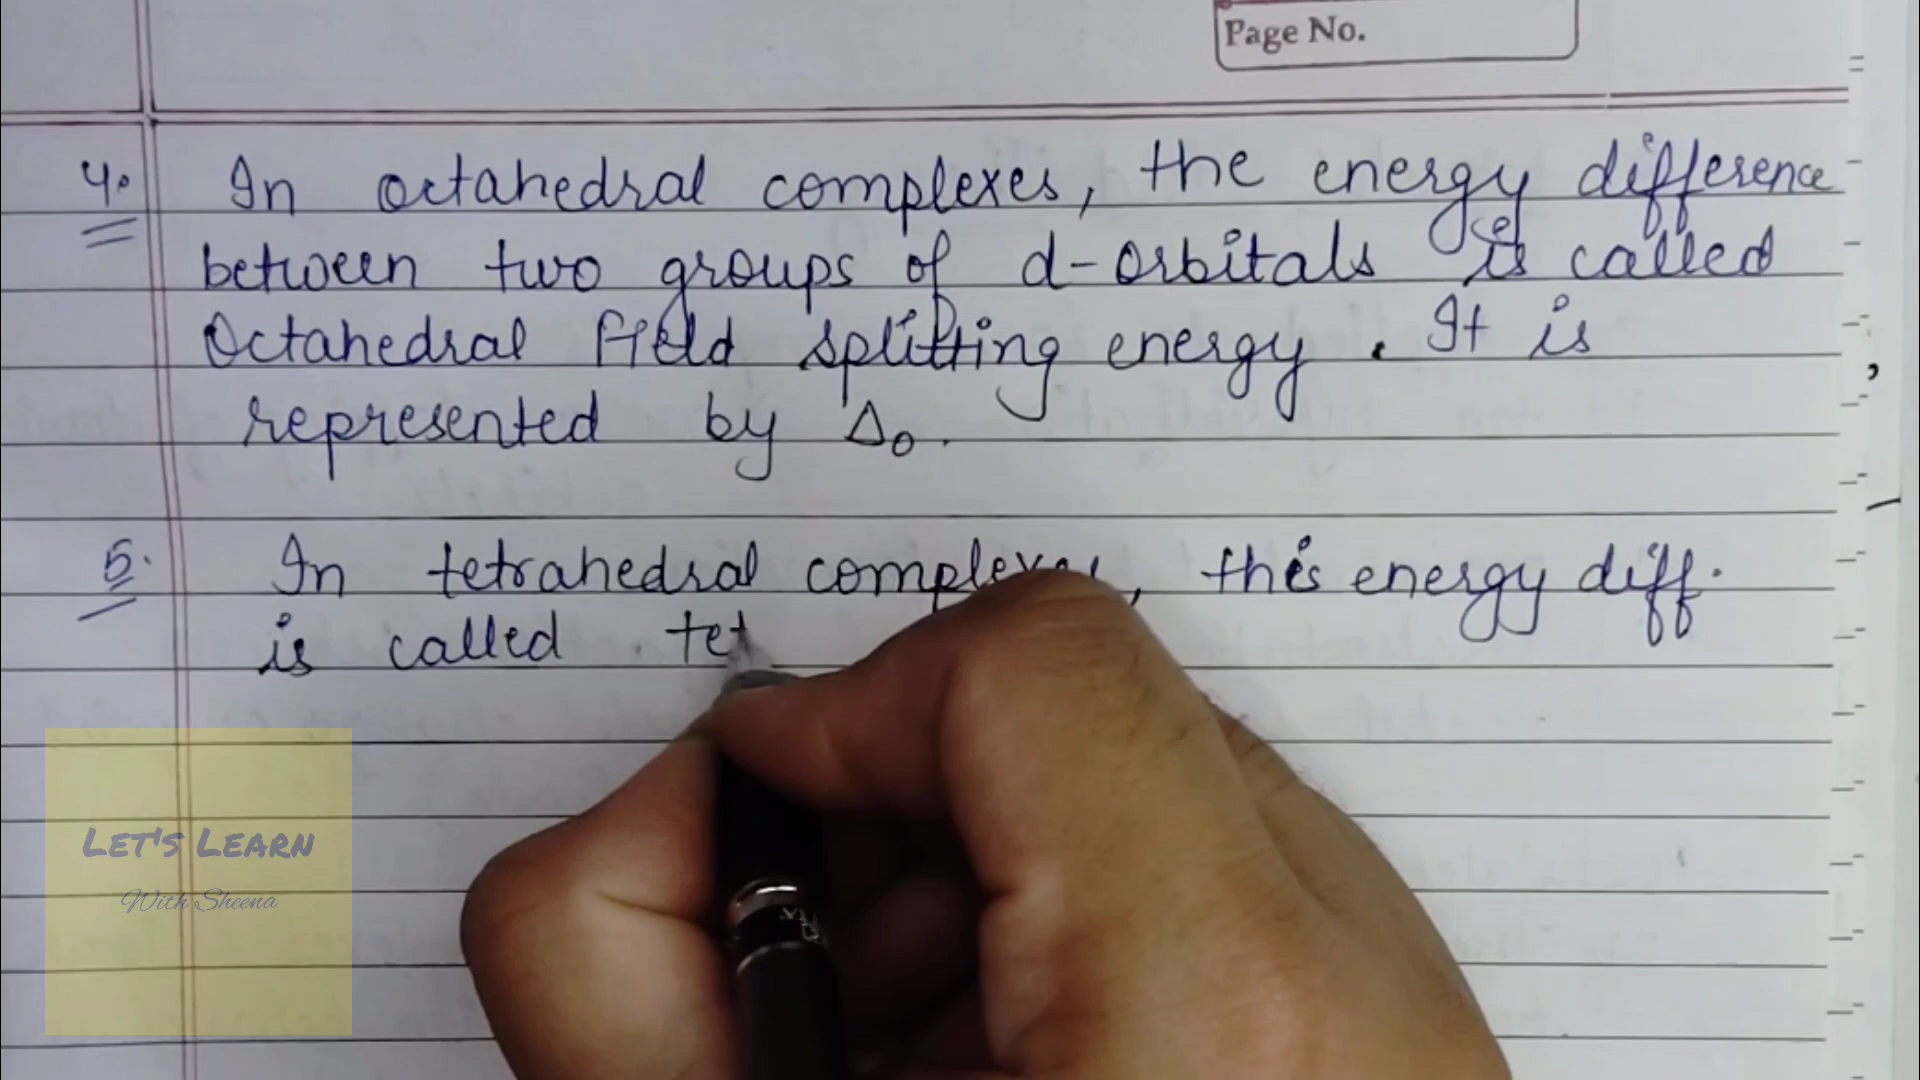 Page No.
4. In octahedral complexes, the energy difference
between two groups of d-orbitals is called
Octahedral field splitting energy. It is
represented by Δo.
5. In tetrahedral complexes, this energy diff.
is called tet
LET'S LEARN
With Sheena